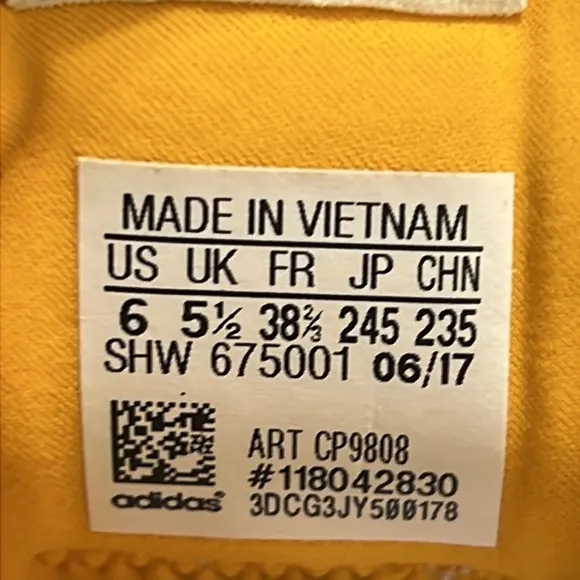 MADE IN VIETNAM
US UK FR JP CHN
6 5½ 38⅔ 245 235
SHW 675001 06/17
ART CP9808
#118042830
adidas 3DCG3JY500178